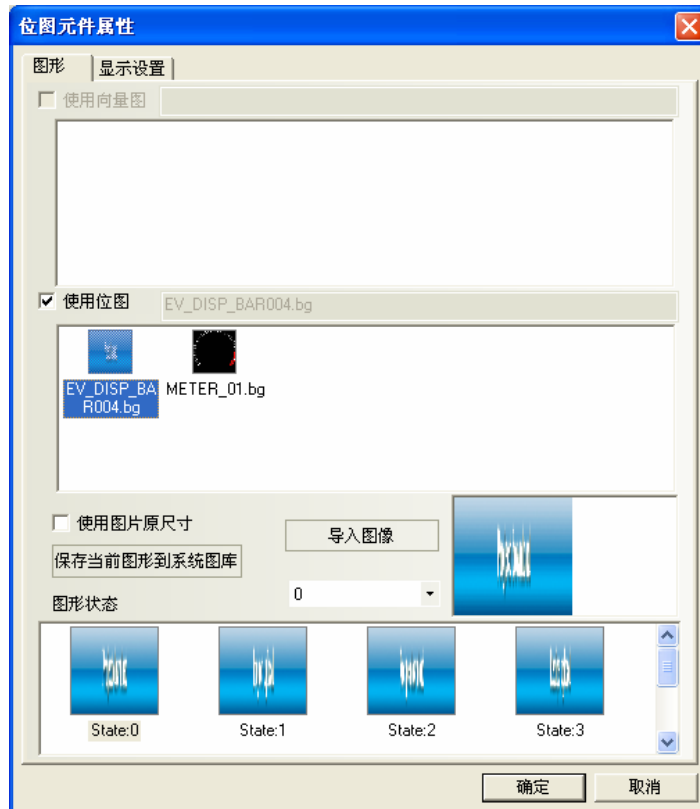 位图元件属性
图形
显示设置
使用向量图
使用位图
EV_DISP_BAR004.bg
EV_DISP_BA
R004.bg
METER_01.bg
使用图片原尺寸
导入图像
保存当前图形到系统图库
0
图形状态
State:0
State:1
State:2
State:3
确定
取消